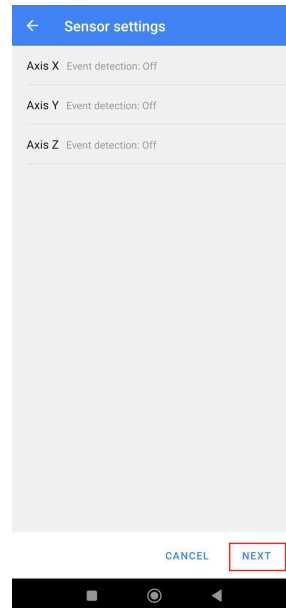 Sensor settings
Axis X Event detection: Off
Axis Y Event detection: Off
Axis Z Event detection: Off
CANCEL NEXT